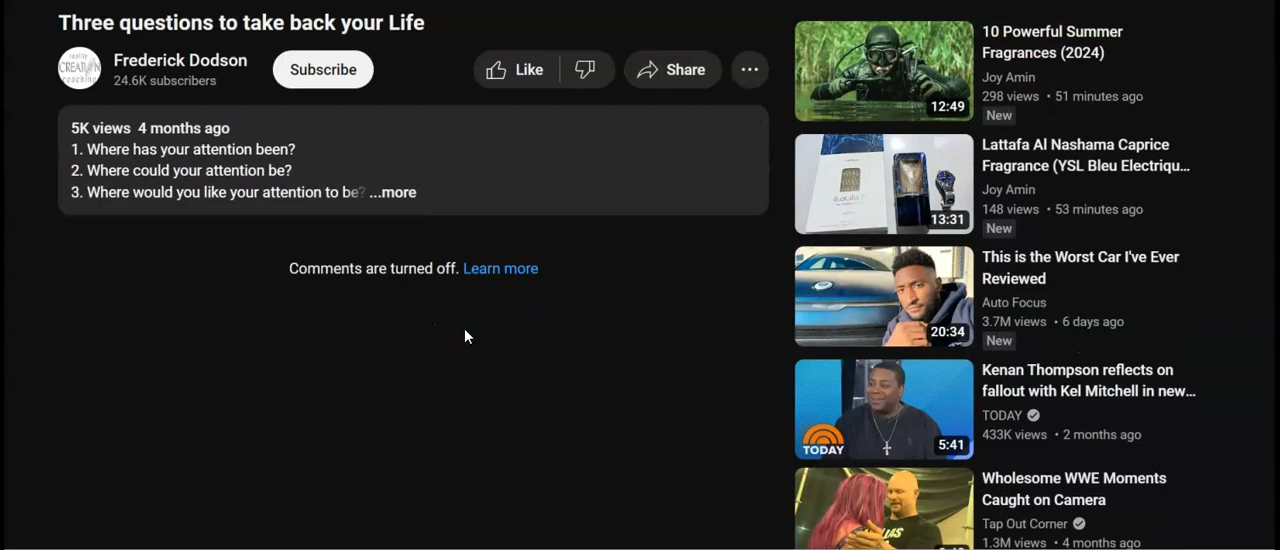 Three questions to take back your Life
reality
CREATION
coaching
Frederick Dodson
24.6K subscribers
Subscribe
Like
Share
5K views 4 months ago
1. Where has your attention been?
2. Where could your attention be?
3. Where would you like your attention to be? ...more
Comments are turned off. Learn more
12:49
10 Powerful Summer
Fragrances (2024)
Joy Amin
298 views • 51 minutes ago
New
13:31
Lattafa Al Nashama Caprice
Fragrance (YSL Bleu Electriqu...
Joy Amin
148 views • 53 minutes ago
New
20:34
This is the Worst Car I've Ever
Reviewed
Auto Focus
3.7M views • 6 days ago
New
TODAY
5:41
Kenan Thompson reflects on
fallout with Kel Mitchell in new...
TODAY
433K views • 2 months ago
Wholesome WWE Moments
Caught on Camera
Tap Out Corner
1.3M views • 4 months ago